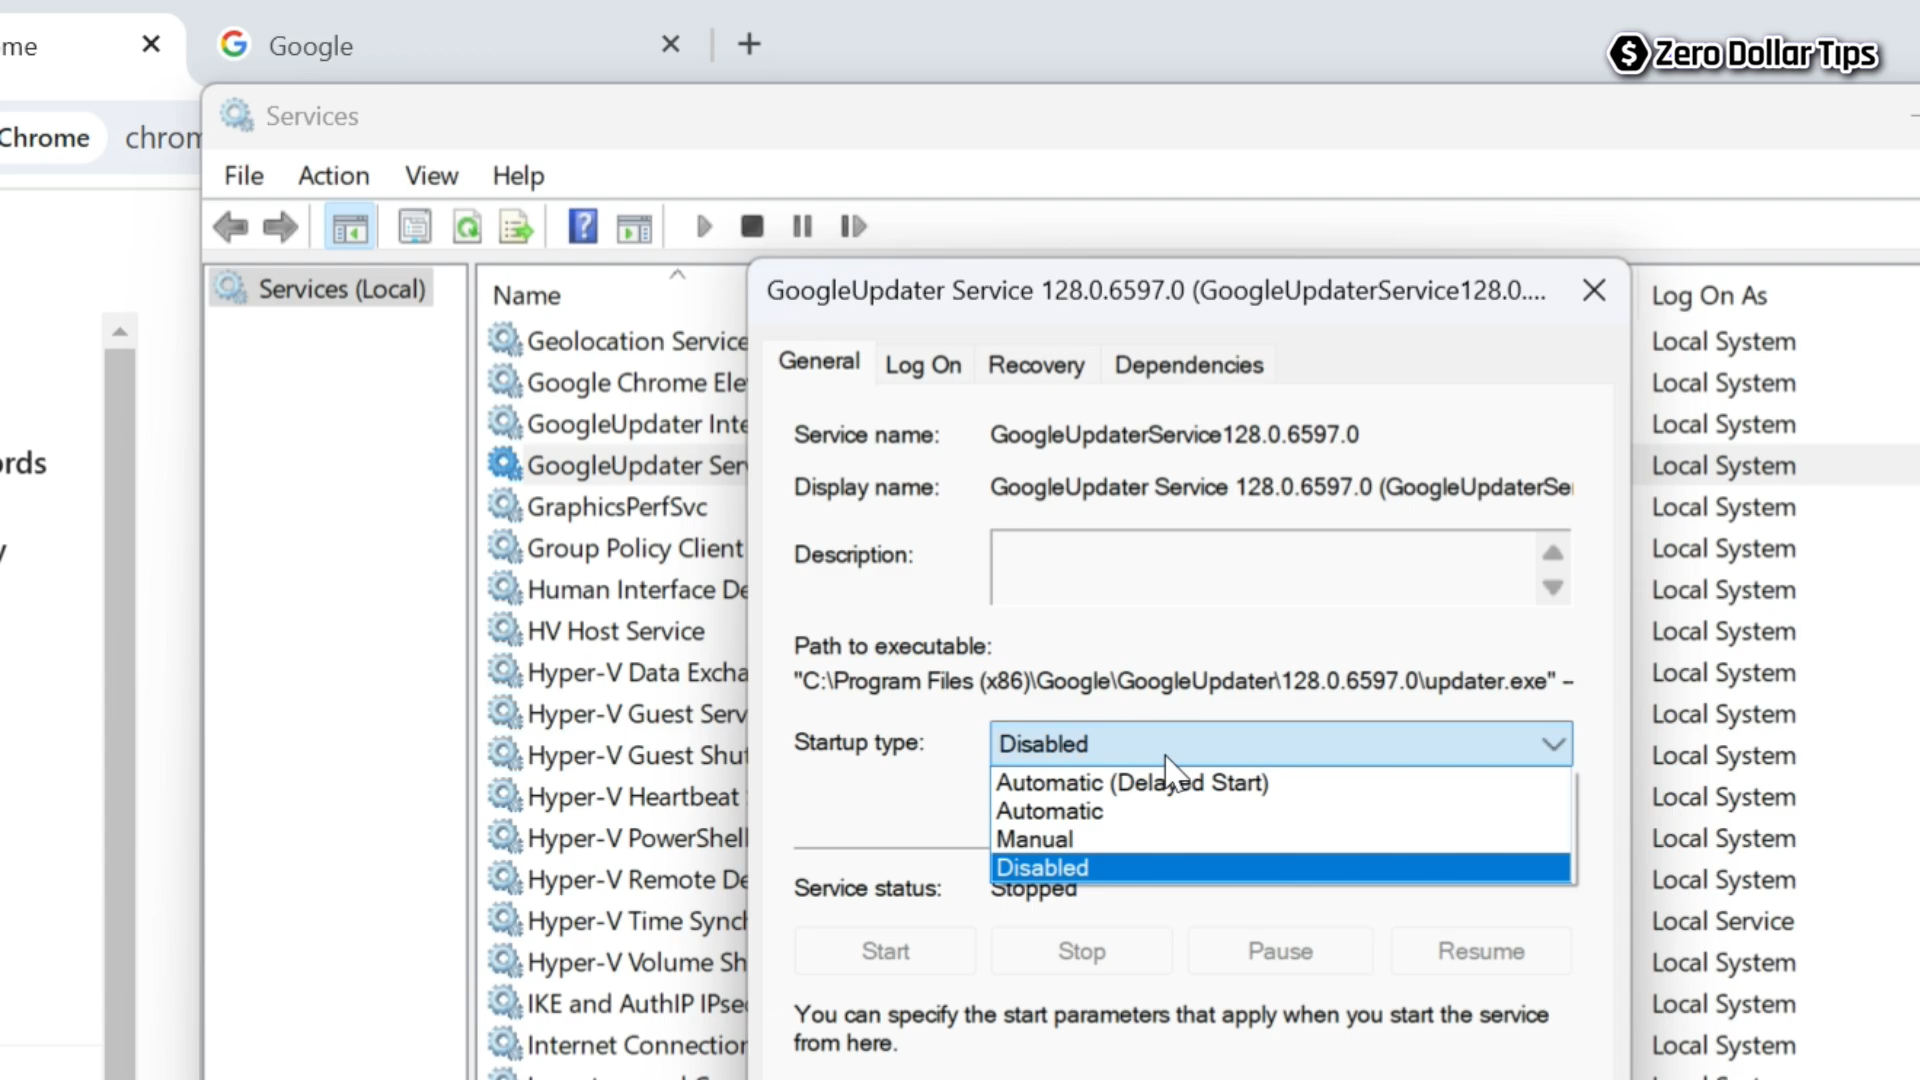 me
Google
Zero Dollar Tips
Services
Chrome
chrom
File Action View Help
Services (Local)
Name
Log On As
GoogleUpdater Service 128.0.6597.0 (GoogleUpdaterService128.0....
General Log On Recovery Dependencies
Geolocation Service
Local System
Google Chrome Ele
Local System
GoogleUpdater Inte
Local System
GoogleUpdater Ser
Local System
GraphicsPerfSvc
Local System
Group Policy Client
Local System
Human Interface De
Local System
HV Host Service
Local System
Hyper-V Data Excha
Local System
Hyper-V Guest Serv
Local System
Hyper-V Guest Shut
Local System
Hyper-V Heartbeat
Local System
Hyper-V PowerShell
Local System
Hyper-V Remote De
Local System
Hyper-V Time Synch
Local Service
Hyper-V Volume Sh
Local System
IKE and AuthIP IPsec
Local System
Internet Connection
Local System
Service name: GoogleUpdaterService128.0.6597.0
Display name: GoogleUpdater Service 128.0.6597.0 (GoogleUpdaterSer
Description:
Path to executable:
"C:\Program Files (x86)\Google\GoogleUpdater\128.0.6597.0\updater.exe" –
Startup type: Disabled
Automatic (Delayed Start)
Automatic
Manual
Disabled
Service status: Stopped
Start Stop Pause Resume
You can specify the start parameters that apply when you start the service
from here.
ords
y